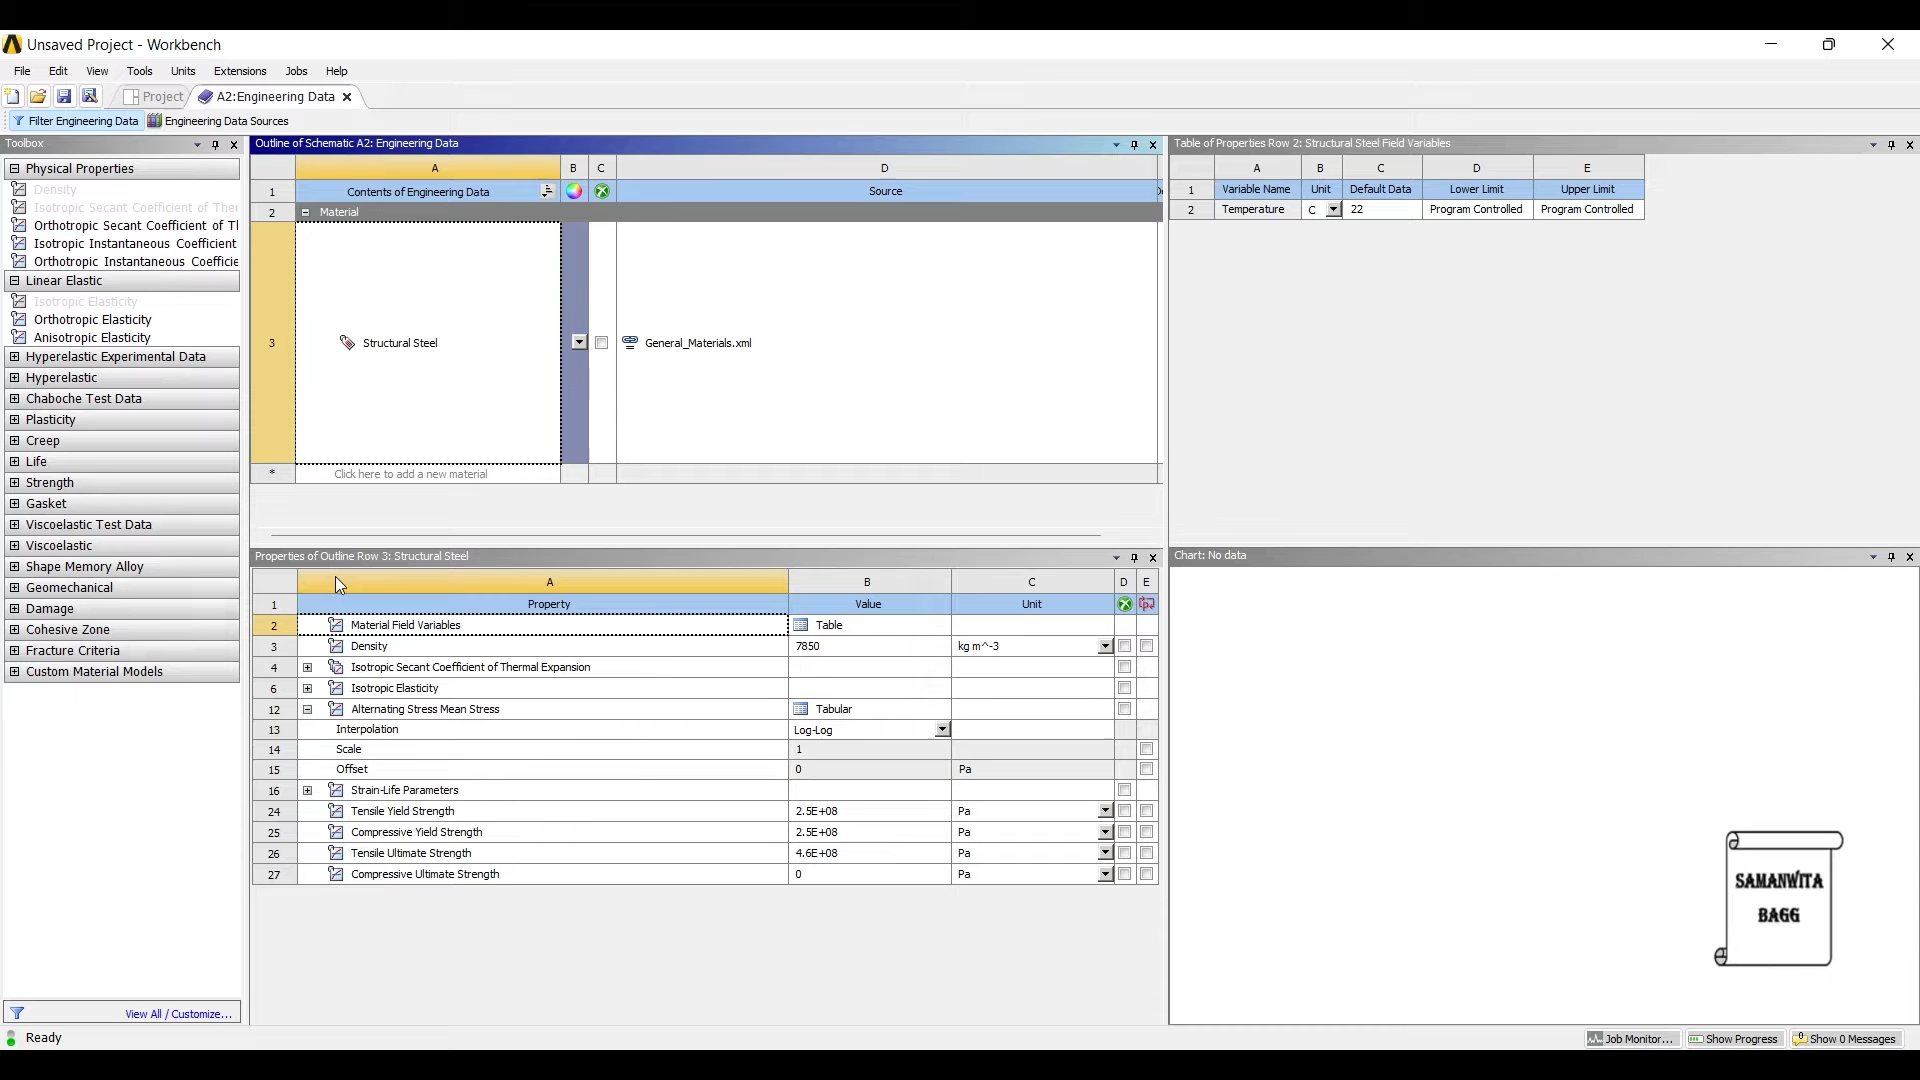 Unsaved Project - Workbench
File Edit View Tools Units Extensions Jobs Help
Project A2:Engineering Data
Filter Engineering Data Engineering Data Sources
Toolbox
Physical Properties
Density
Isotropic Secant Coefficient of Ther
Orthotropic Secant Coefficient of Tl
Isotropic Instantaneous Coefficient
Orthotropic Instantaneous Coefficie
Linear Elastic
Isotropic Elasticity
Orthotropic Elasticity
Anisotropic Elasticity
Hyperelastic Experimental Data
Hyperelastic
Chaboche Test Data
Plasticity
Creep
Life
Strength
Gasket
Viscoelastic Test Data
Viscoelastic
Shape Memory Alloy
Geomechanical
Damage
Cohesive Zone
Fracture Criteria
Custom Material Models
View All / Customize...
Outline of Schematic A2: Engineering Data
A B C D
1 Contents of Engineering Data Source
2 Material
3 Structural Steel General_Materials.xml
* Click here to add a new material
Properties of Outline Row 3: Structural Steel
A B C D E
1 Property Value Unit
2 Material Field Variables Table
3 Density 7850 kg m^-3
4 Isotropic Secant Coefficient of Thermal Expansion
6 Isotropic Elasticity
12 Alternating Stress Mean Stress Tabular
13 Interpolation Log-Log
14 Scale 1
15 Offset 0 Pa
16 Strain-Life Parameters
24 Tensile Yield Strength 2.5E+08 Pa
25 Compressive Yield Strength 2.5E+08 Pa
26 Tensile Ultimate Strength 4.6E+08 Pa
27 Compressive Ultimate Strength 0 Pa
Table of Properties Row 2: Structural Steel Field Variables
A B C D E
1 Variable Name Unit Default Data Lower Limit Upper Limit
2 Temperature C 22 Program Controlled Program Controlled
Chart: No data
SAMANWITA
BAGG
Ready
Job Monitor... Show Progress Show 0 Messages